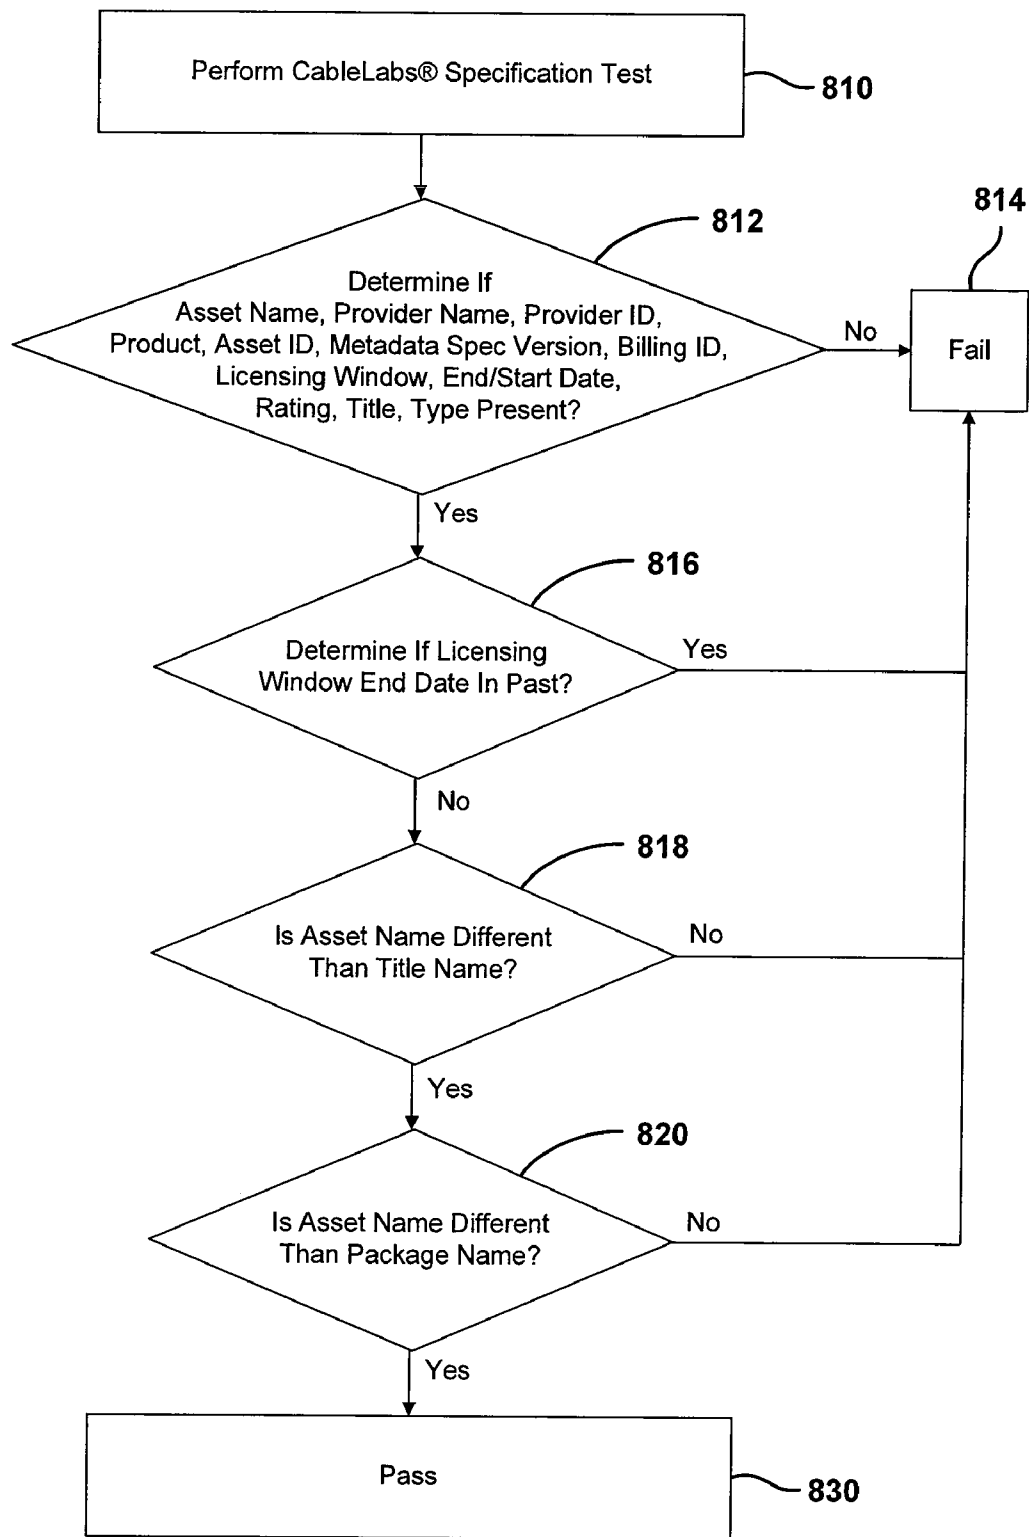 Perform CableLabs® Specification Test
810
812
814
Determine If
Asset Name, Provider Name, Provider ID,
Product, Asset ID, Metadata Spec Version, Billing ID,
Licensing Window, End/Start Date,
Rating, Title, Type Present?
No
Fail
Yes
816
Determine If Licensing
Window End Date In Past?
Yes
No
818
Is Asset Name Different
Than Title Name?
No
Yes
820
Is Asset Name Different
Than Package Name?
No
Yes
Pass
830